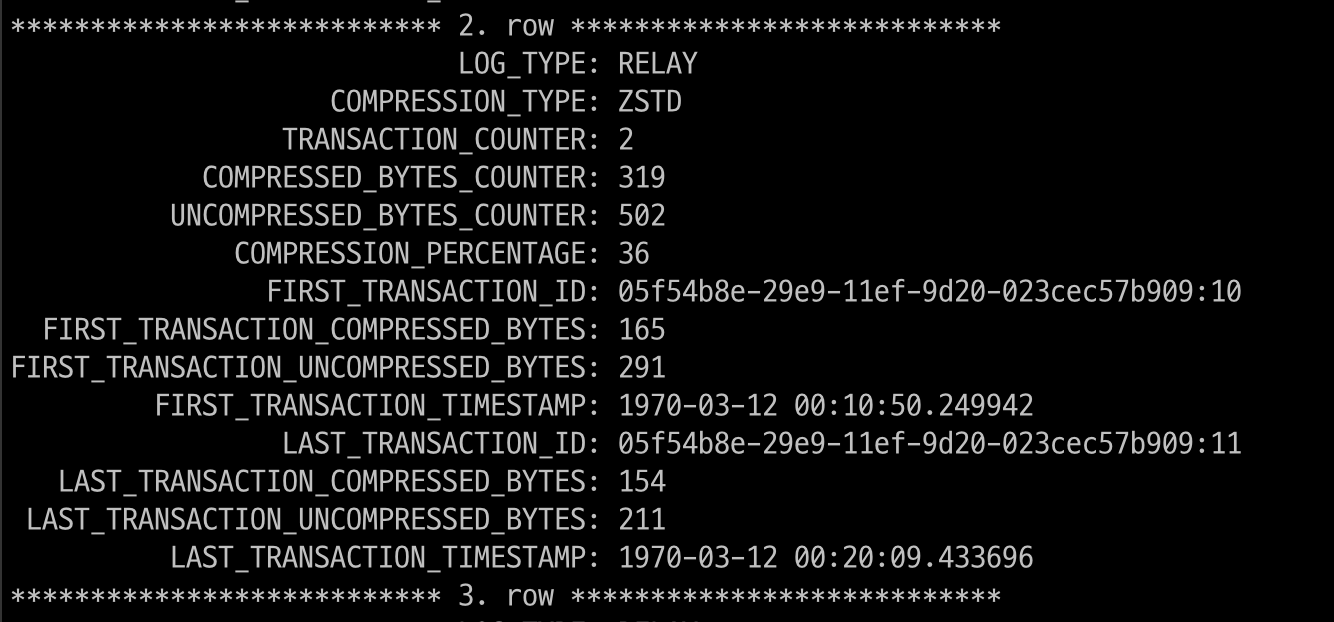 *************************** 2. row ***************************
LOG_TYPE: RELAY
COMPRESSION_TYPE: ZSTD
TRANSACTION_COUNTER: 2
COMPRESSED_BYTES_COUNTER: 319
UNCOMPRESSED_BYTES_COUNTER: 502
COMPRESSION_PERCENTAGE: 36
FIRST_TRANSACTION_ID: 05f54b8e-29e9-11ef-9d20-023cec57b909:10
FIRST_TRANSACTION_COMPRESSED_BYTES: 165
FIRST_TRANSACTION_UNCOMPRESSED_BYTES: 291
FIRST_TRANSACTION_TIMESTAMP: 1970-03-12 00:10:50.249942
LAST_TRANSACTION_ID: 05f54b8e-29e9-11ef-9d20-023cec57b909:11
LAST_TRANSACTION_COMPRESSED_BYTES: 154
LAST_TRANSACTION_UNCOMPRESSED_BYTES: 211
LAST_TRANSACTION_TIMESTAMP: 1970-03-12 00:20:09.433696
*************************** 3. row ***************************